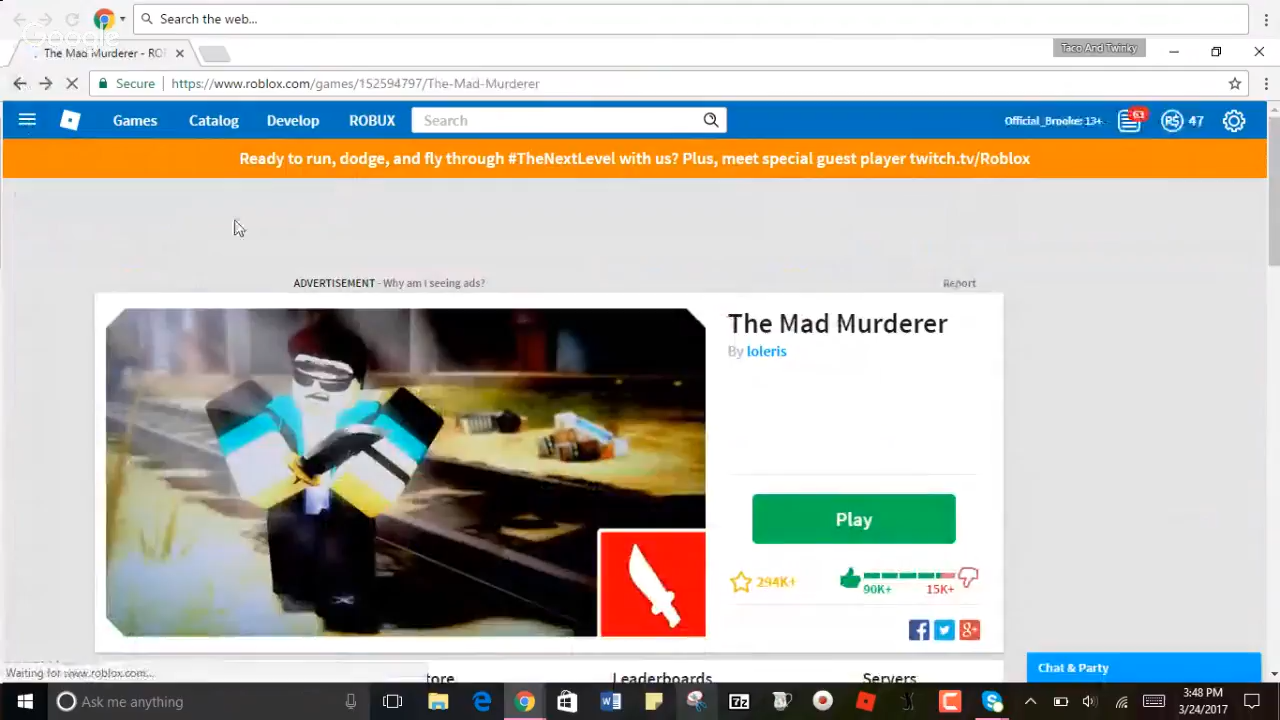 Search the web...
Google
The Mad Murderer - RO
Taco And Twinky
Secure
https://www.roblox.com/games/152594797/The-Mad-Murderer
Games
Catalog
Develop
ROBUX
Search
Official_Brooke: 13+
63
R$ 47
Ready to run, dodge, and fly through #TheNextLevel with us? Plus, meet special guest player twitch.tv/Roblox
ADVERTISEMENT - Why am I seeing ads?
Report
The Mad Murderer
By loleris
Play
294K+
90K+
15K+
Waiting for www.roblox.com...
tore
Leaderboards
Servers
Chat & Party
Ask me anything
3:48 PM
3/24/2017